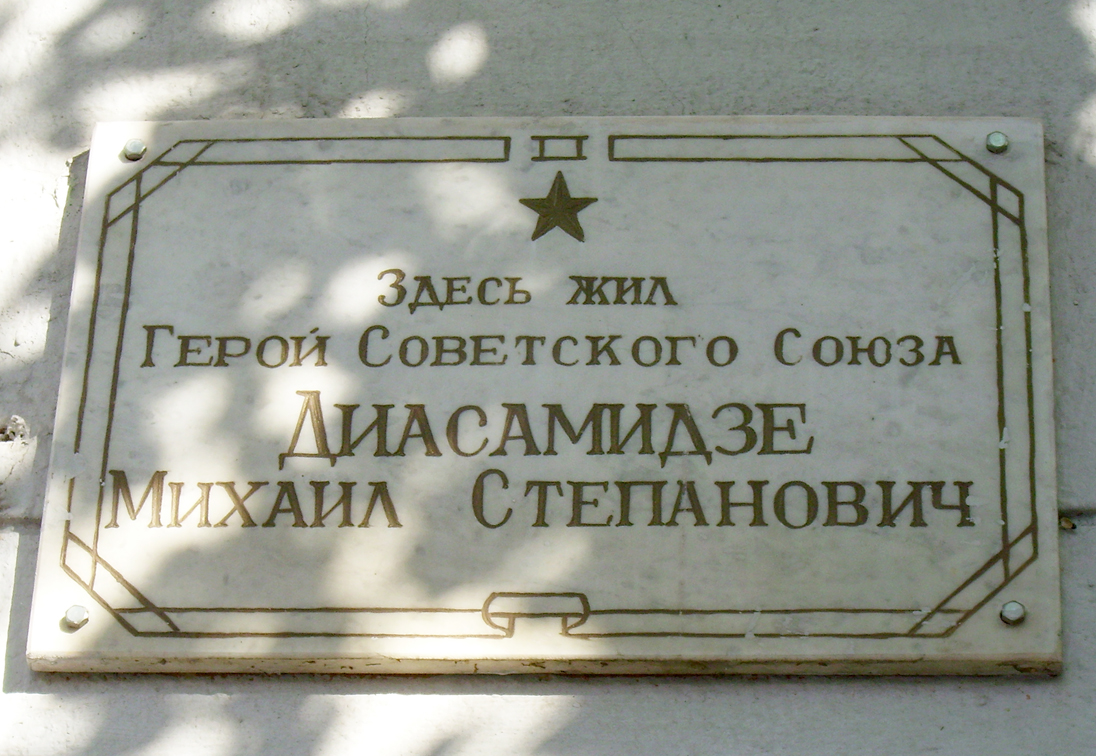 Здесь жил
Герой Советского Союза
Диасамидзе
Михаил Степанович